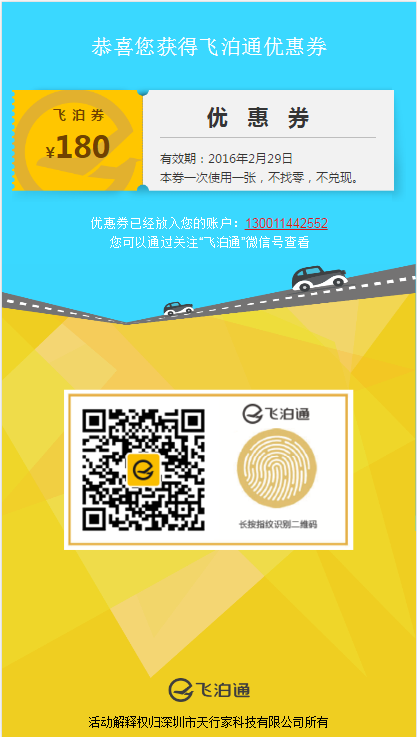 恭喜您获得飞泊通优惠券
飞泊券
¥180
优惠券
有效期：2016年2月29日
本券一次使用一张，不找零，不兑现。
优惠券已经放入您的账户：130011442552
您可以通过关注“飞泊通”微信号查看
飞泊通
长按指纹识别二维码
飞泊通
活动解释权归深圳市天行家科技有限公司所有